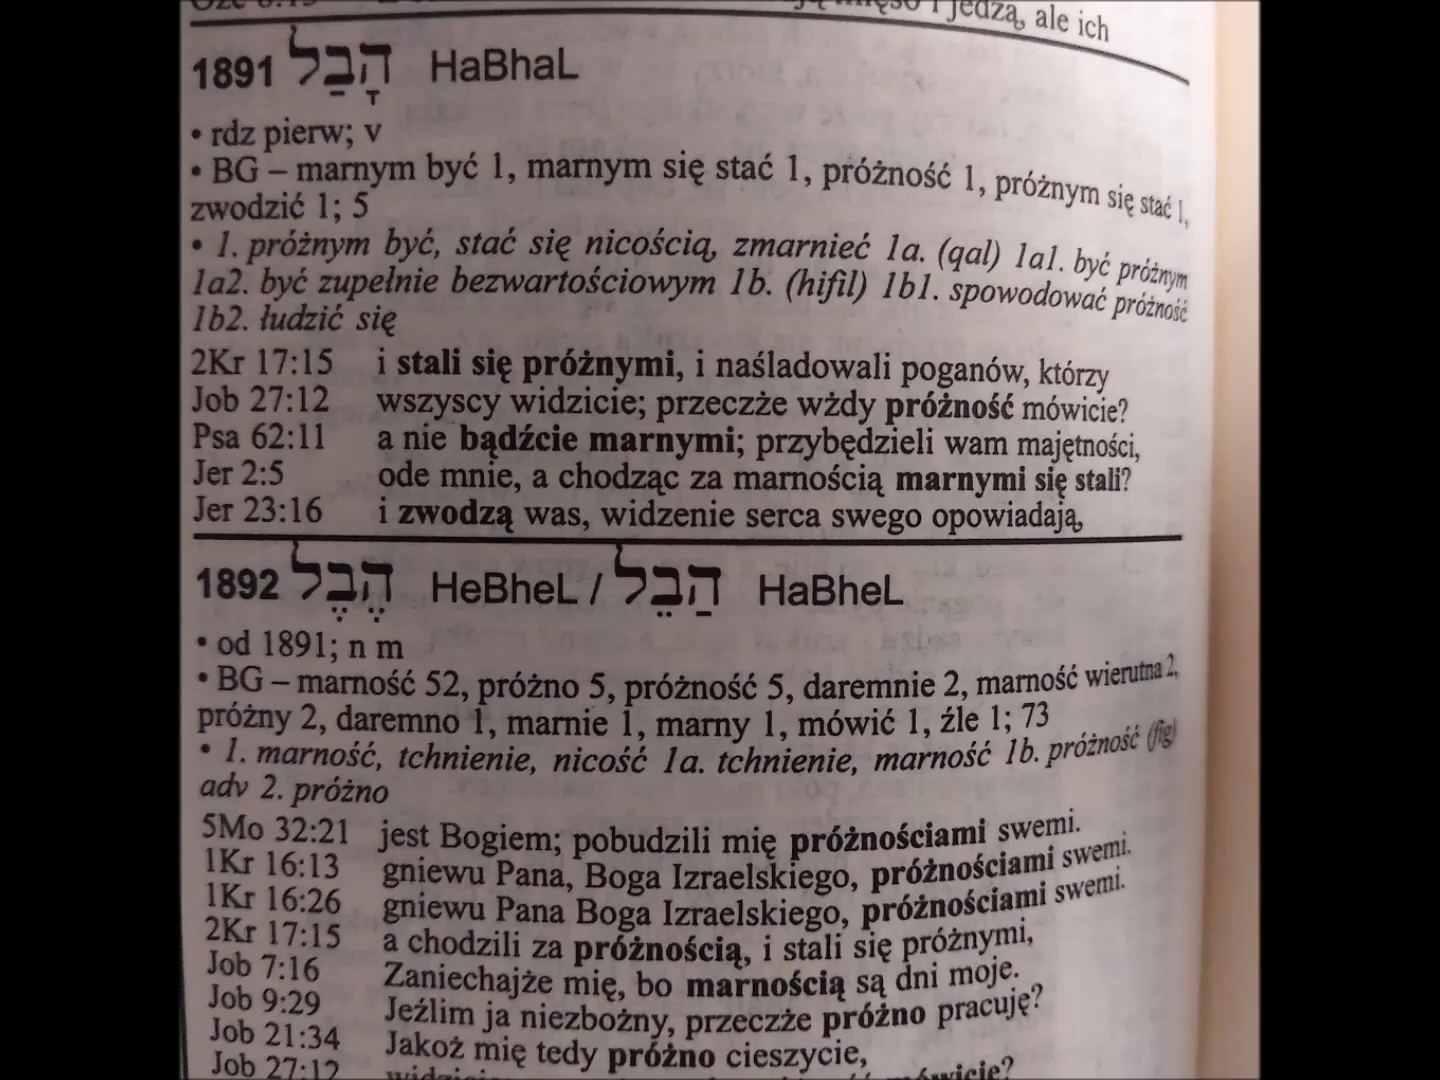 jedzą, ale ich
1891 הָבַל HaBhaL
• rdz pierw; v
• BG – marnym być 1, marnym się stać 1, próżność 1, próżnym się stać 1,
zwodzić 1; 5
• 1. próżnym być, stać się nicością, zmarnieć 1a. (qal) 1a1. być próżnym
1a2. być zupełnie bezwartościowym 1b. (hifil) 1b1. spowodować próżność
1b2. łudzić się
2Kr 17:15 i stali się próżnymi, i naśladowali poganów, którzy
Job 27:12 wszyscy widzicie; przeczże wżdy próżność mówicie?
Psa 62:11 a nie bądźcie marnymi; przybędzieli wam majętności,
Jer 2:5 ode mnie, a chodząc za marnością marnymi się stali?
Jer 23:16 i zwodzą was, widzenie serca swego opowiadają,
1892 הֶבֶל HeBheL / הַבֵל HaBheL
• od 1891; n m
• BG – marność 52, próżno 5, próżność 5, daremnie 2, marność wierutna 2,
próżny 2, daremno 1, marnie 1, marny 1, mówić 1, źle 1; 73
• 1. marność, tchnienie, nicość 1a. tchnienie, marność 1b. próżność (fig)
adv 2. próżno
5Mo 32:21 jest Bogiem; pobudzili mię próżnościami swemi.
1Kr 16:13 gniewu Pana, Boga Izraelskiego, próżnościami swemi.
1Kr 16:26 gniewu Pana Boga Izraelskiego, próżnościami swemi.
2Kr 17:15 a chodzili za próżnością, i stali się próżnymi,
Job 7:16 Zaniechajże mię, bo marnością są dni moje.
Job 9:29 Jeźlim ja niezbożny, przeczże próżno pracuję?
Job 21:34 Jakoż mię tedy próżno cieszycie,
Job 27:12 mówicie?